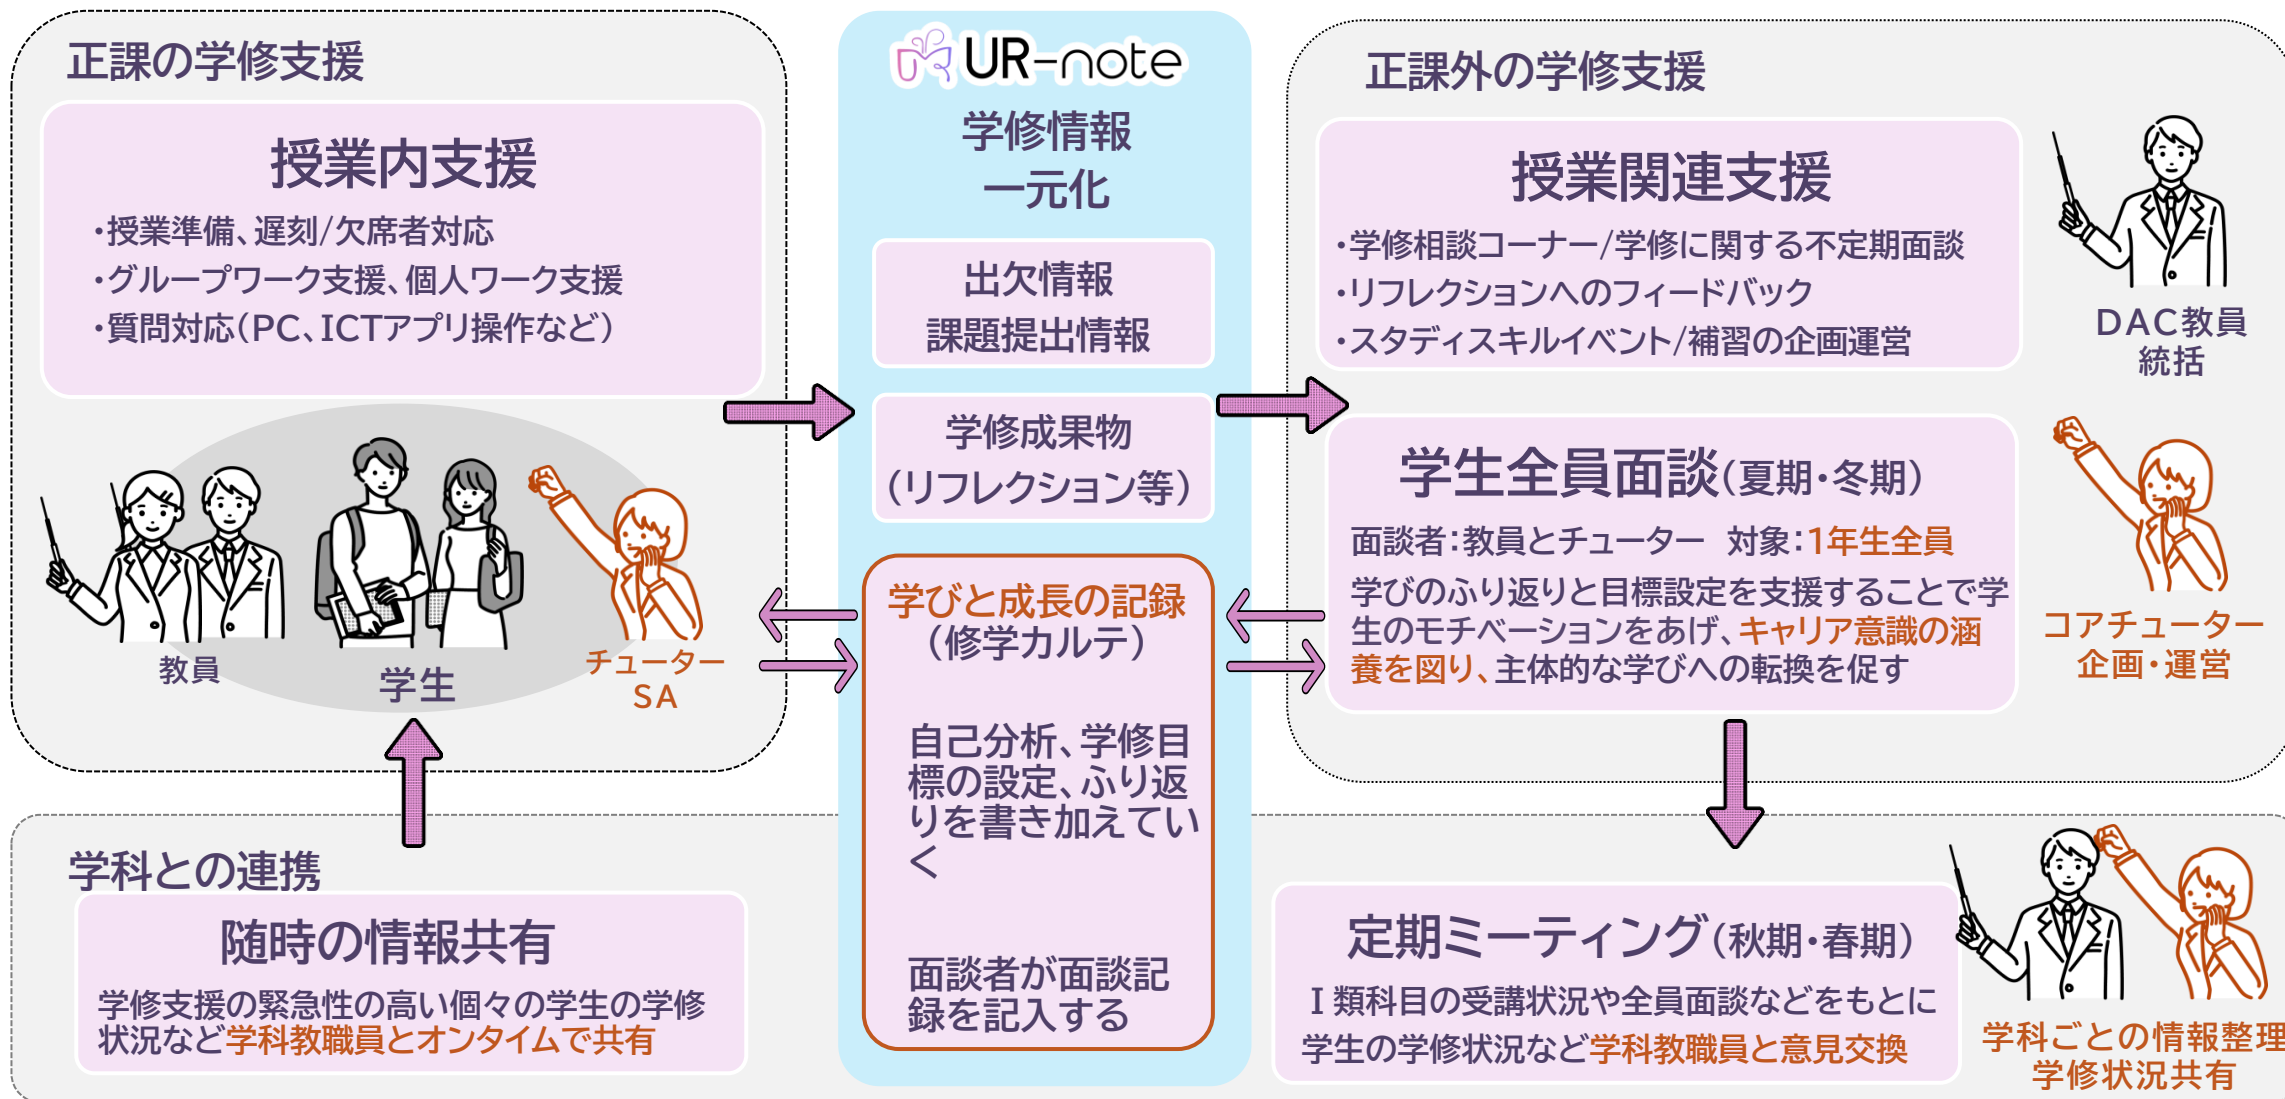 正課の学修支援
授業内支援
・授業準備、遅刻/欠席者対応
・グループワーク支援、個人ワーク支援
・質問対応（PC、ICTアプリ操作など）
教員
学生
チューター
SA
UR-note
学修情報
一元化
出欠情報
課題提出情報
学修成果物
（リフレクション等）
学びと成長の記録
（修学カルテ）
自己分析、学修目
標の設定、ふり返
りを書き加えてい
く
面談者が面談記
録を記入する
正課外の学修支援
授業関連支援
・学修相談コーナー/学修に関する不定期面談
・リフレクションへのフィードバック
・スタディスキルイベント/補習の企画運営
DAC教員
統括
学生全員面談（夏期・冬期）
面談者：教員とチューター　対象：1年生全員
学びのふり返りと目標設定を支援することで学
生のモチベーションをあげ、キャリア意識の涵
養を図り、主体的な学びへの転換を促す
コアチューター
企画・運営
学科との連携
随時の情報共有
学修支援の緊急性の高い個々の学生の学修
状況など学科教職員とオンタイムで共有
定期ミーティング（秋期・春期）
Ⅰ類科目の受講状況や全員面談などをもとに
学生の学修状況など学科教職員と意見交換
学科ごとの情報整理
学修状況共有